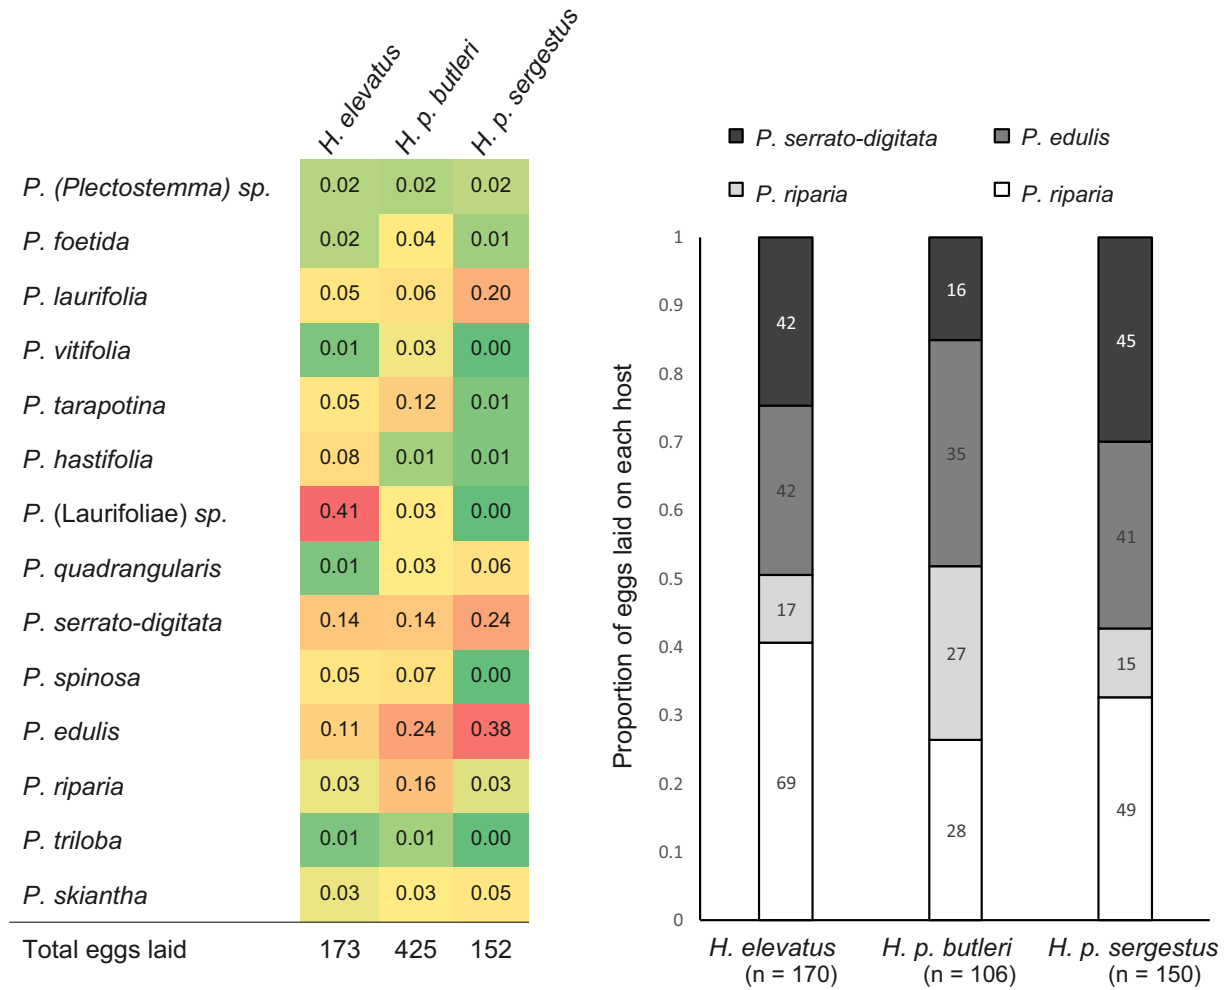 H. elevatus H. p. butleri H. p. sergestus
P. (Plectostemma) sp. 0.02 0.02 0.02
P. foetida 0.02 0.04 0.01
P. laurifolia 0.05 0.06 0.20
P. vitifolia 0.01 0.03 0.00
P. tarapotina 0.05 0.12 0.01
P. hastifolia 0.08 0.01 0.01
P. (Laurifoliae) sp. 0.41 0.03 0.00
P. quadrangularis 0.01 0.03 0.06
P. serrato-digitata 0.14 0.14 0.24
P. spinosa 0.05 0.07 0.00
P. edulis 0.11 0.24 0.38
P. riparia 0.03 0.16 0.03
P. triloba 0.01 0.01 0.00
P. skiantha 0.03 0.03 0.05
Total eggs laid 173 425 152
P. serrato-digitata P. edulis
P. riparia P. riparia
Proportion of eggs laid on each host
1
0.9
0.8
0.7
0.6
0.5
0.4
0.3
0.2
0.1
0
42 16 45
42 35 41
17 27 15
69 28 49
H. elevatus H. p. butleri H. p. sergestus
(n = 170) (n = 106) (n = 150)